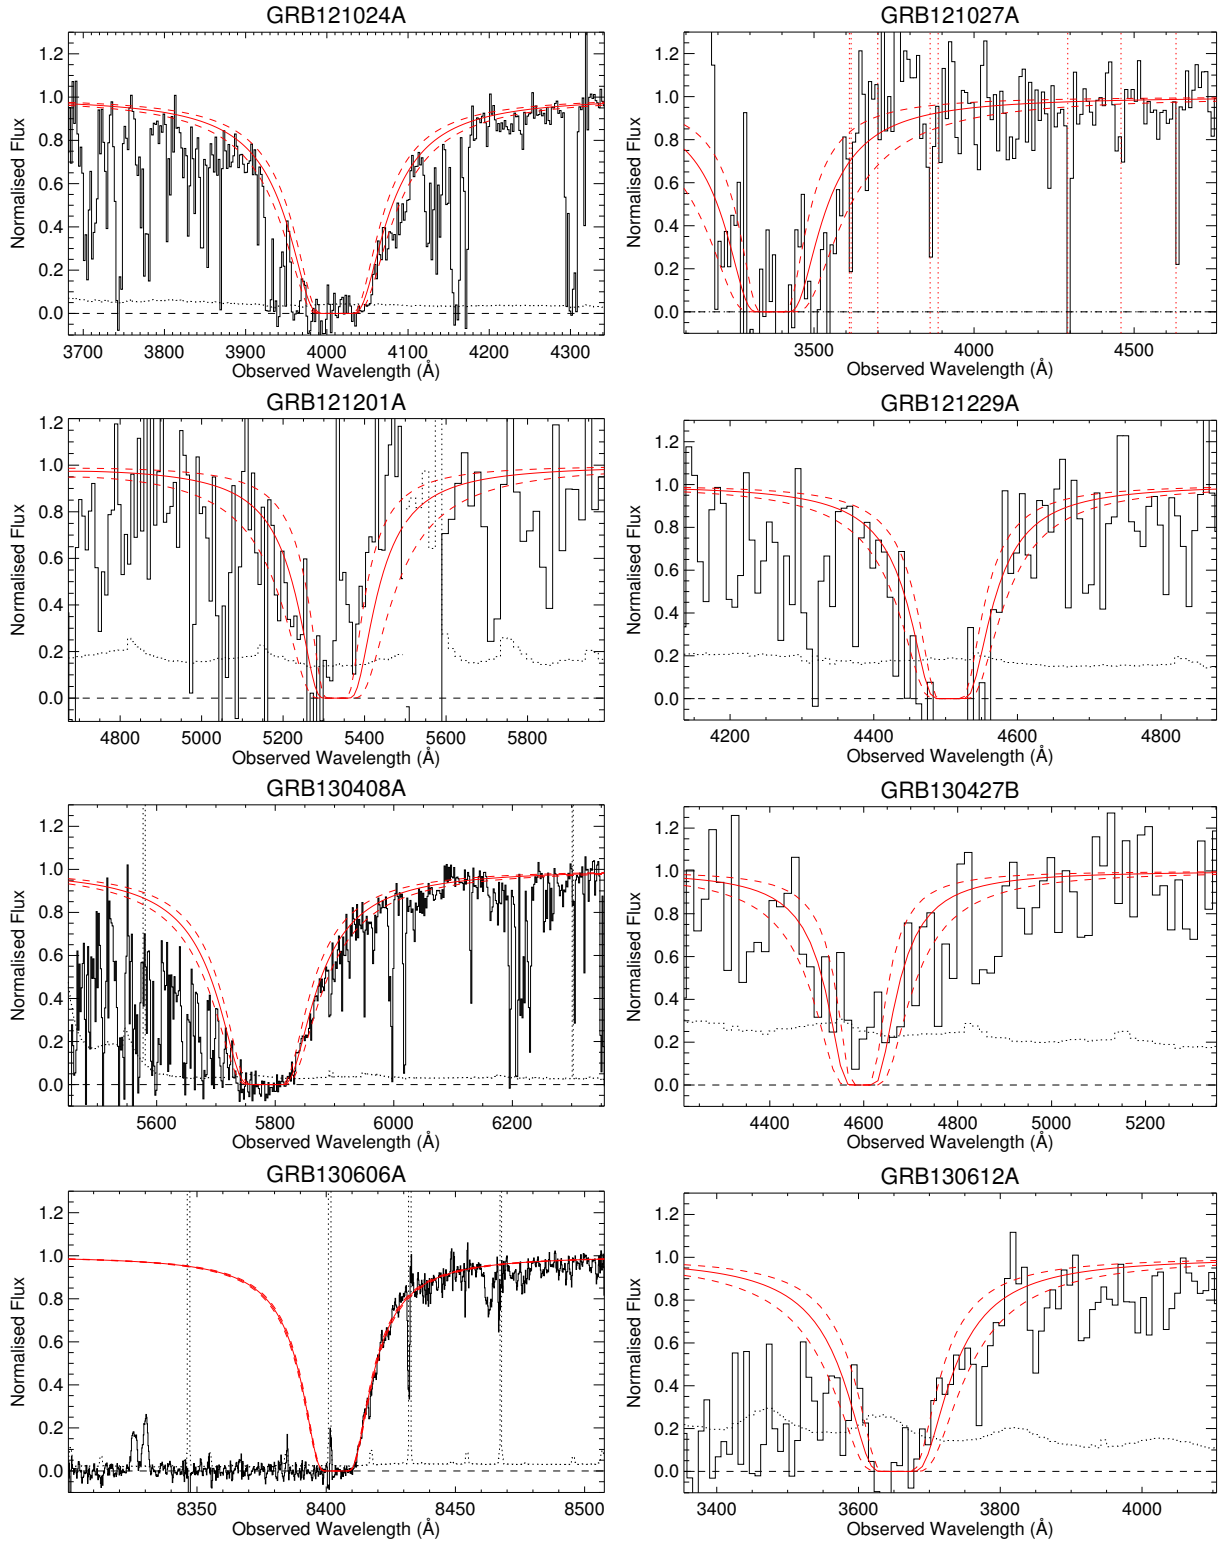 GRB121024A
1.2
1.0
0.8
0.6
0.4
0.2
0.0
Normalised Flux
3700 3800 3900 4000 4100 4200 4300
Observed Wavelength (Å)
GRB121027A
1.2
1.0
0.8
0.6
0.4
0.2
0.0
Normalised Flux
3500 4000 4500
Observed Wavelength (Å)
GRB121201A
1.2
1.0
0.8
0.6
0.4
0.2
0.0
Normalised Flux
4800 5000 5200 5400 5600 5800
Observed Wavelength (Å)
GRB121229A
1.2
1.0
0.8
0.6
0.4
0.2
0.0
Normalised Flux
4200 4400 4600 4800
Observed Wavelength (Å)
GRB130408A
1.2
1.0
0.8
0.6
0.4
0.2
0.0
Normalised Flux
5600 5800 6000 6200
Observed Wavelength (Å)
GRB130427B
1.2
1.0
0.8
0.6
0.4
0.2
0.0
Normalised Flux
4400 4600 4800 5000 5200
Observed Wavelength (Å)
GRB130606A
1.2
1.0
0.8
0.6
0.4
0.2
0.0
Normalised Flux
8350 8400 8450 8500
Observed Wavelength (Å)
GRB130612A
1.2
1.0
0.8
0.6
0.4
0.2
0.0
Normalised Flux
3400 3600 3800 4000
Observed Wavelength (Å)